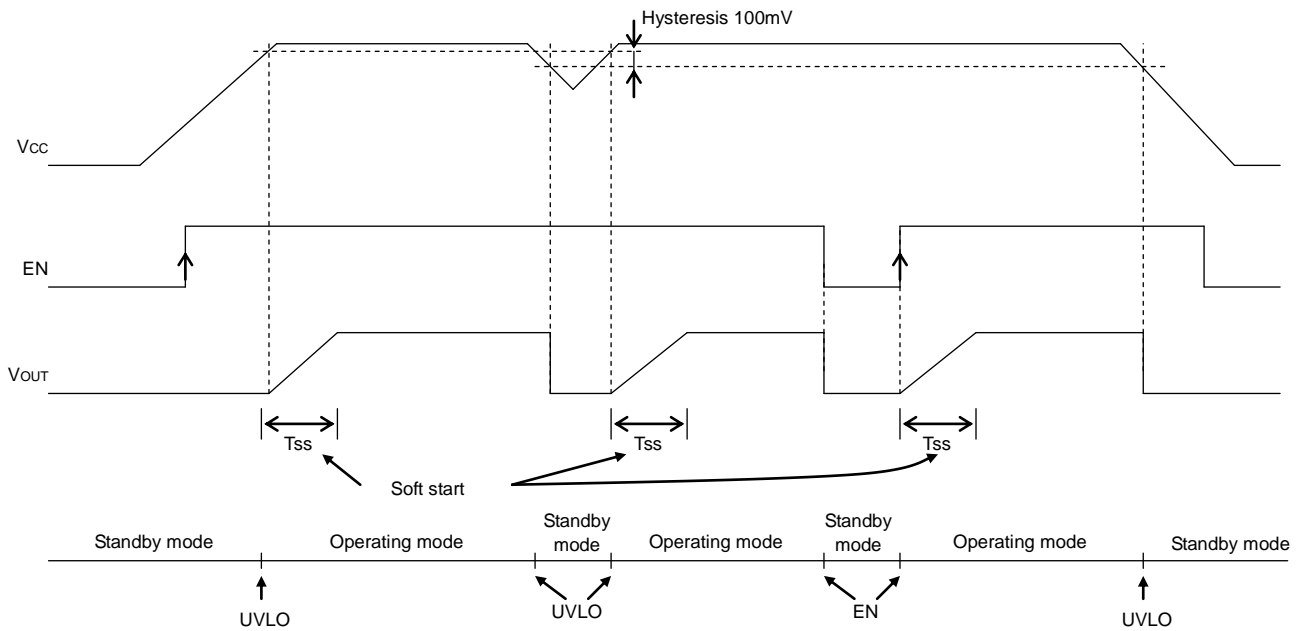 Hysteresis 100mV
VCC
EN
VOUT
Tss
Tss
Tss
Soft start
Standby mode
Operating mode
Standby
mode
Operating mode
Standby
mode
Operating mode
Standby mode
UVLO
UVLO
EN
UVLO